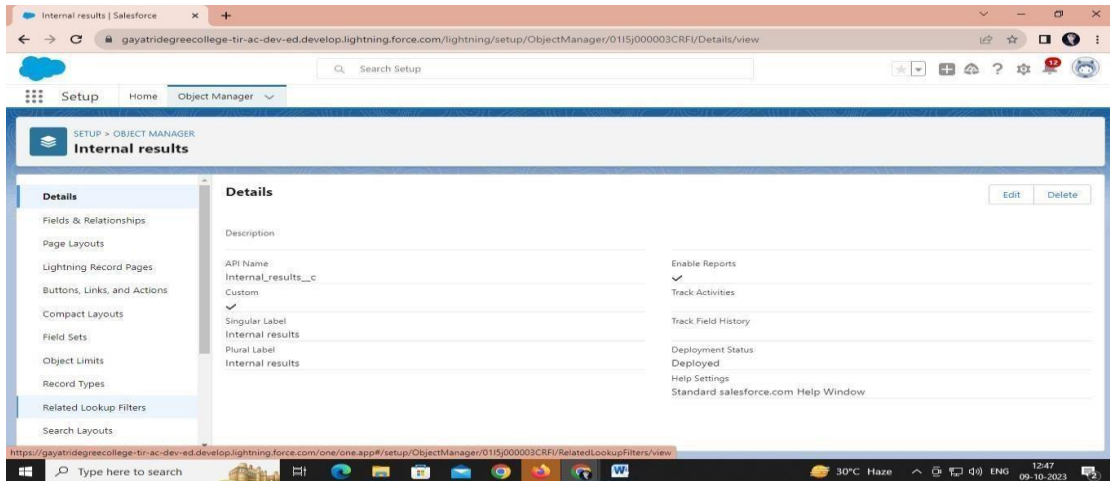 Internal results | Salesforce
gayatridegreecollege-tir-ac-dev-ed.develop.lightning.force.com/lightning/setup/ObjectManager/01I5j000003CRFI/Details/view
Search Setup
12
Setup Home Object Manager
SETUP > OBJECT MANAGER
Internal results
Details
Fields & Relationships
Page Layouts
Lightning Record Pages
Buttons, Links, and Actions
Compact Layouts
Field Sets
Object Limits
Record Types
Related Lookup Filters
Search Layouts
Details
Edit Delete
Description
API Name
Internal_results__c
Custom
Singular Label
Internal results
Plural Label
Internal results
Enable Reports
Track Activities
Track Field History
Deployment Status
Deployed
Help Settings
Standard salesforce.com Help Window
https://gayatridegreecollege-tir-ac-dev-ed.develop.lightning.force.com/one/one.app#/setup/ObjectManager/01I5j000003CRFI/RelatedLookupFilters/view
Type here to search
W
30°C Haze
ENG
12:47
09-10-2023
2